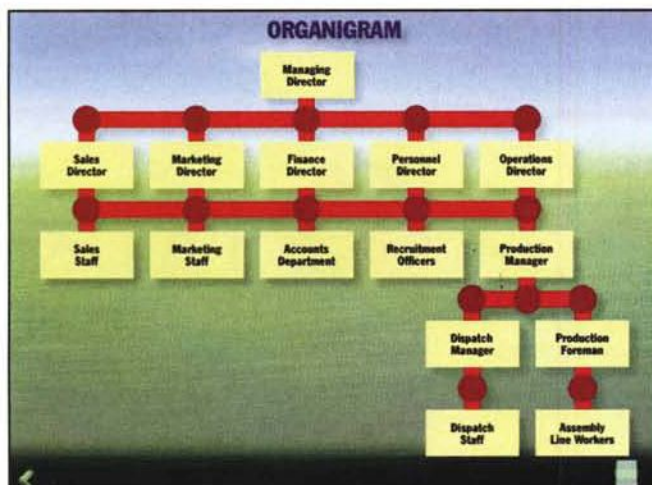 ORGANIGRAM
Managing
Director
Sales
Director
Marketing
Director
Finance
Director
Personnel
Director
Operations
Director
Sales
Staff
Marketing
Staff
Accounts
Department
Recruitment
Officers
Production
Manager
Dispatch
Manager
Production
Foreman
Dispatch
Staff
Assembly
Line Workers